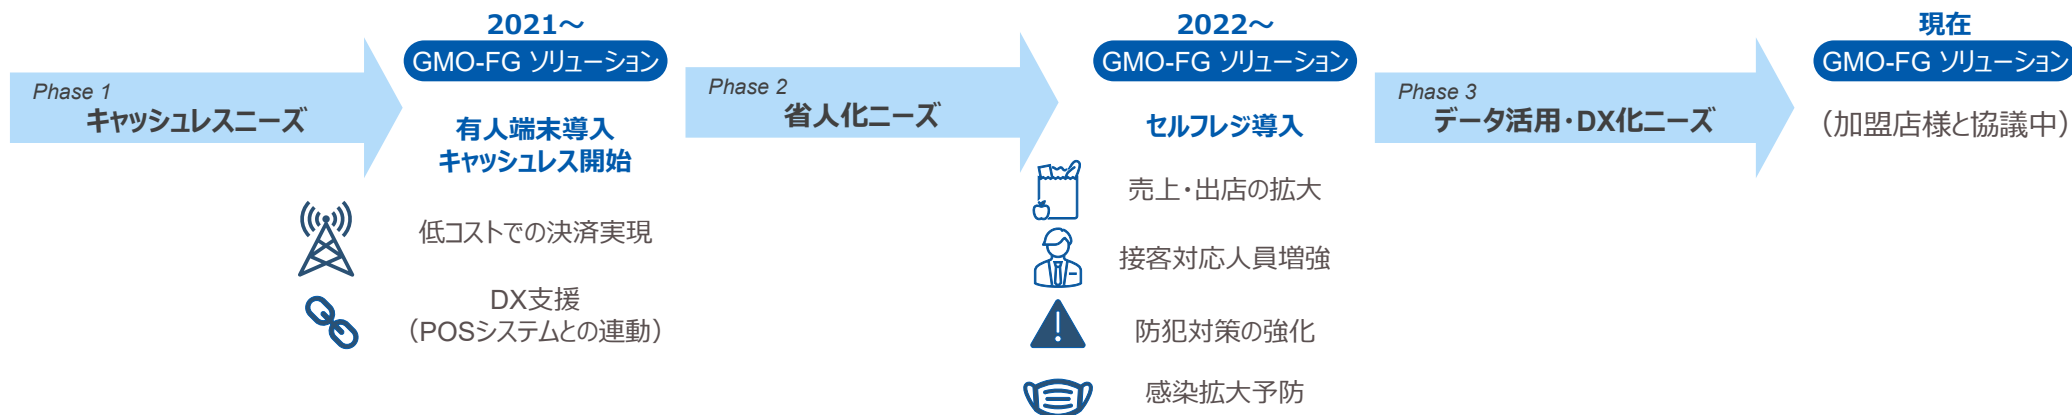 Phase 1
キャッシュレスニーズ
2021～
GMO-FG ソリューション
有人端末導入
キャッシュレス開始
低コストでの決済実現
DX支援
（POSシステムとの連動）
Phase 2
省人化ニーズ
2022～
GMO-FG ソリューション
セルフレジ導入
売上・出店の拡大
接客対応人員増強
防犯対策の強化
感染拡大予防
Phase 3
データ活用・DX化ニーズ
現在
GMO-FG ソリューション
（加盟店様と協議中）